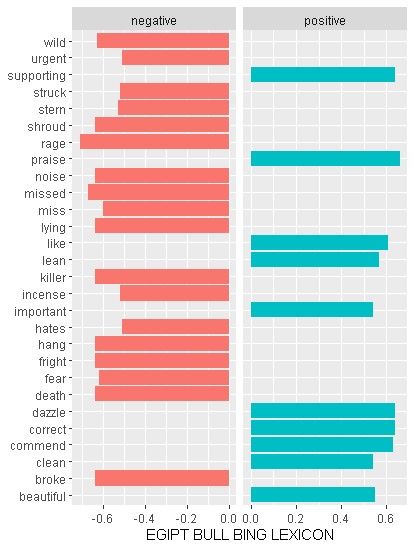 negative positive
wild
urgent
supporting
struck
stern
shroud
rage
praise
noise
missed
miss
lying
like
lean
killer
incense
important
hates
hang
fright
fear
death
dazzle
correct
commend
clean
broke
beautiful
-0.6 -0.4 -0.2 0.0 0.0 0.2 0.4 0.6
EGIPT BULL BING LEXICON